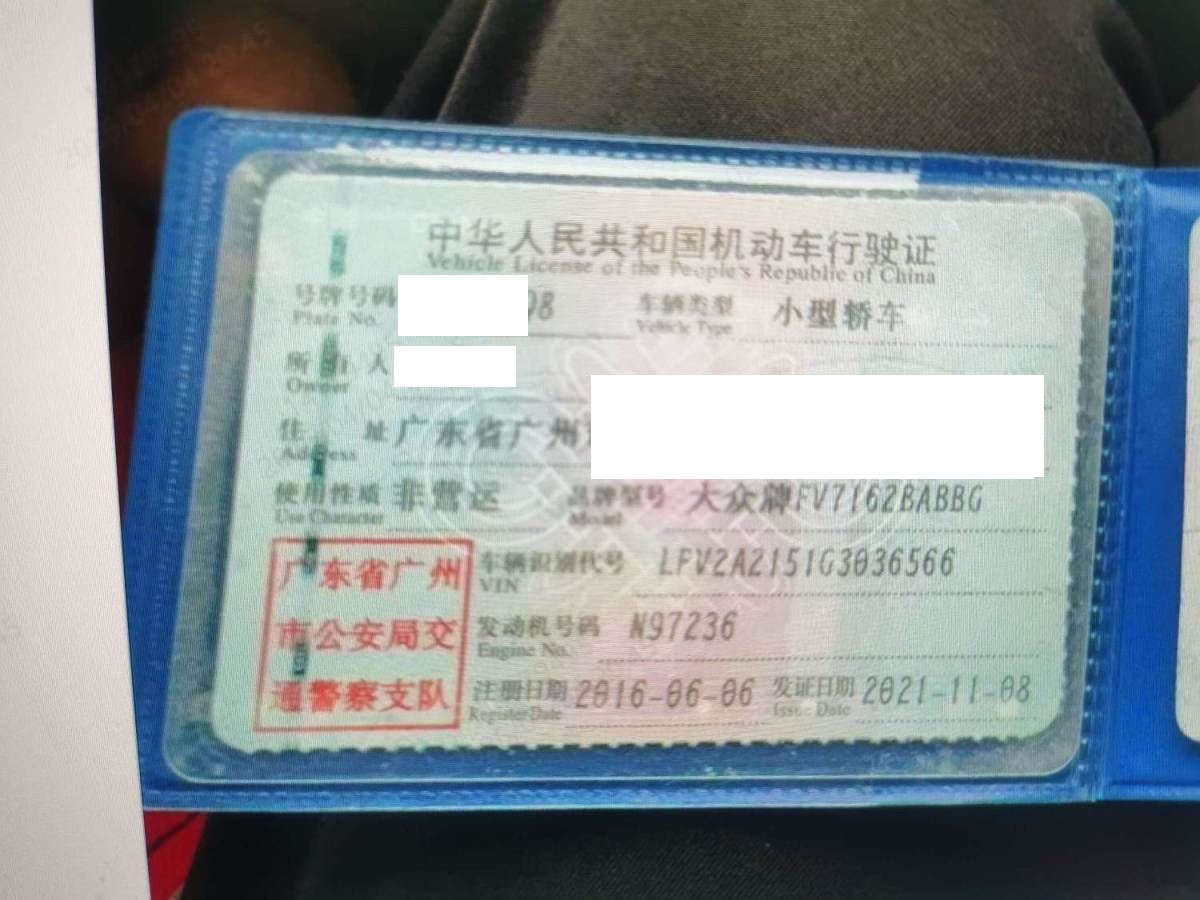 中华人民共和国机动车行驶证
Vehicle License of the People's Republic of China
号牌号码 08 车辆类型 小型轿车
Plate No. Vehicle Type
所有人
Owner
住址 广东省广州
Address
使用性质 非营运 品牌型号 大众牌FV7162BABBG
Use Character Model
车辆识别代号 LFV2A2151G3036566
VIN
发动机号码 N97236
Engine No.
注册日期 2016-06-06 发证日期 2021-11-08
Register Date Issue Date
广东省广州
市公安局交
通警察支队